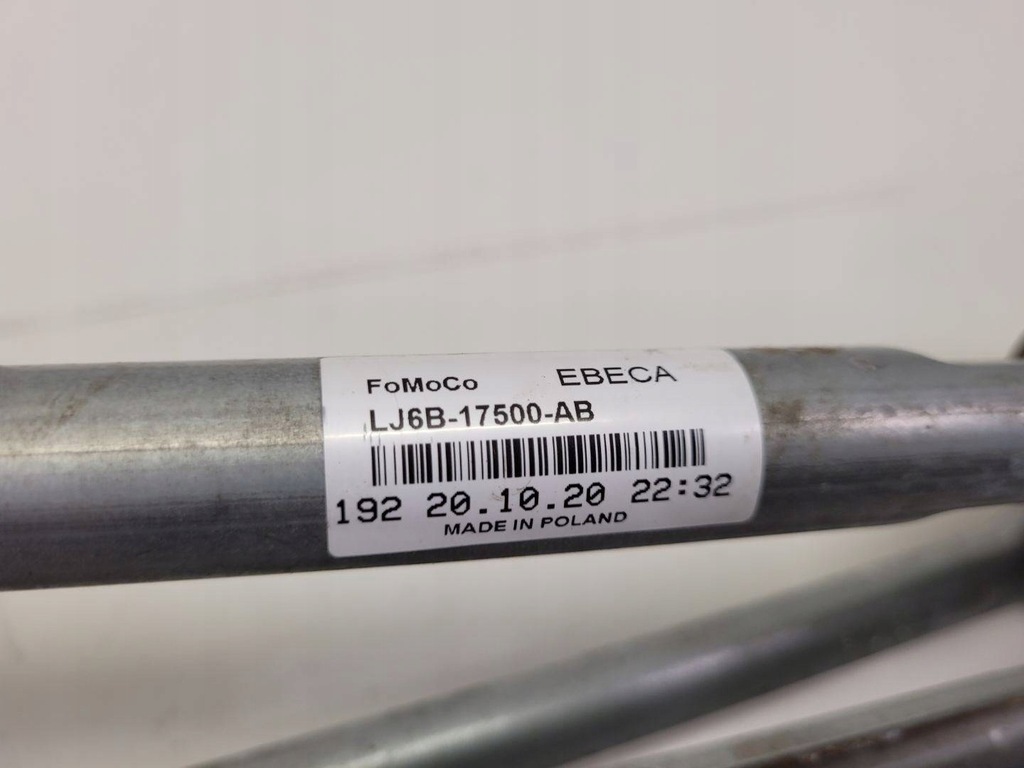 FoMoCo EBECA
LJ6B-17500-AB
192 20.10.20 22:32
MADE IN POLAND